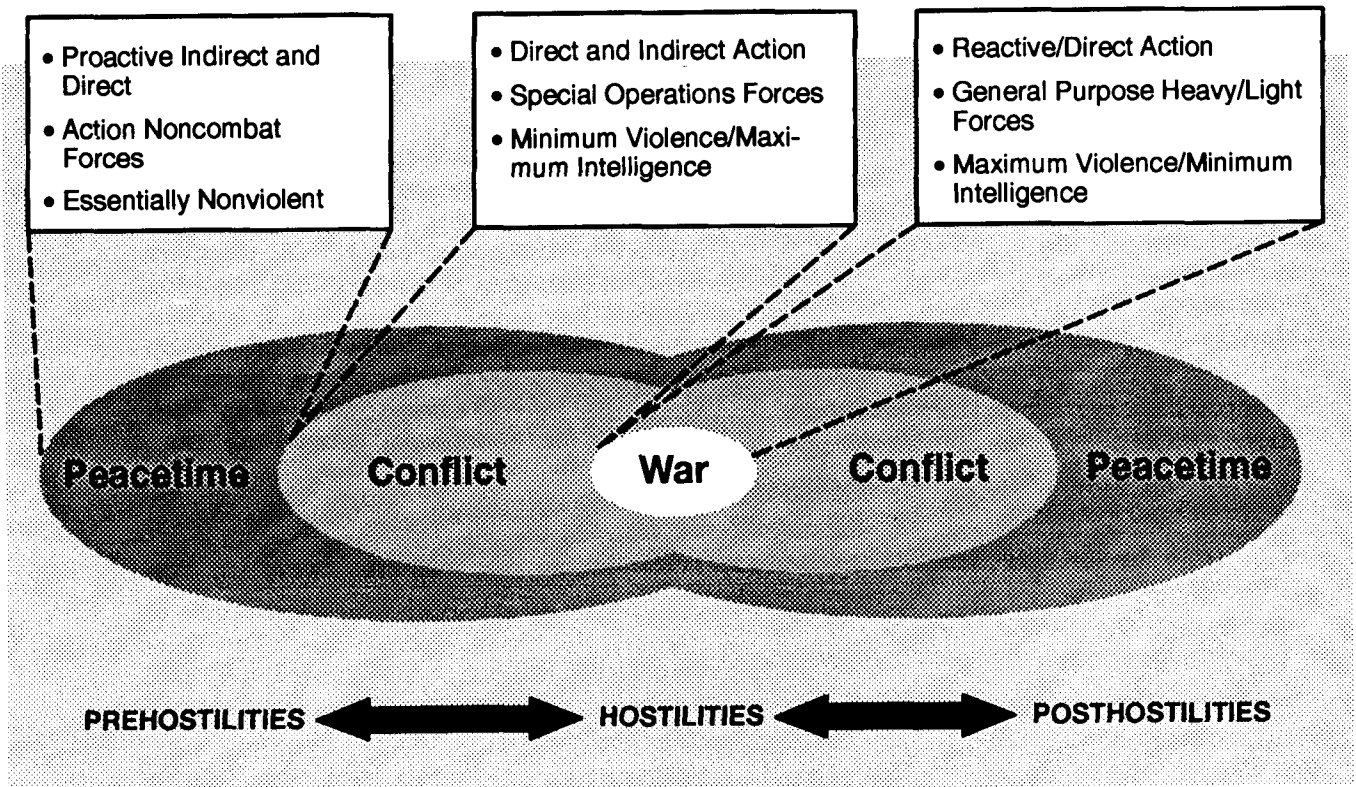 • Proactive Indirect and
Direct
• Action Noncombat
Forces
• Essentially Nonviolent
• Direct and Indirect Action
• Special Operations Forces
• Minimum Violence/Maxi-
mum Intelligence
• Reactive/Direct Action
• General Purpose Heavy/Light
Forces
• Maximum Violence/Minimum
Intelligence
Peacetime
Conflict
War
Conflict
Peacetime
PREHOSTILITIES
HOSTILITIES
POSTHOSTILITIES